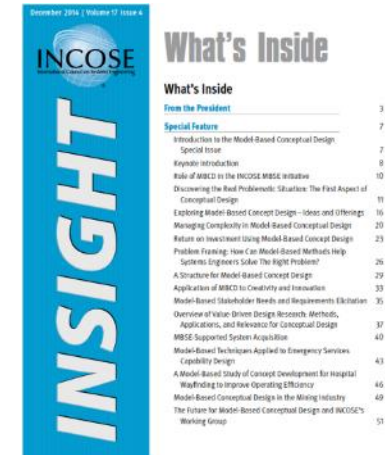 December 2014 | Volume 17 Issue 4
INCOSE
International Council on Systems Engineering
INSIGHT
What's Inside
What's Inside
From the President 3
Special Feature 7
Introduction to the Model-Based Conceptual Design
Special Issue 7
Keynote Introduction 8
Role of MBCD in the INCOSE MBSE Initiative 10
Discovering the Real Problematic Situation: The First Aspect of
Conceptual Design 11
Exploring Model-Based Concept Design – Ideas and Offerings 16
Managing Complexity in Model-Based Conceptual Design 20
Return on Investment Using Model-Based Concept Design 23
Problem Framing: How Can Model-Based Methods Help
Systems Engineers Solve The Right Problem? 26
A Structure for Model-Based Concept Design 29
Application of MBCD to Creativity and Innovation 33
Model-Based Stakeholder Needs and Requirements Elicitation 35
Overview of Value-Driven Design Research: Methods,
Applications, and Relevance for Conceptual Design 37
MBSE-Supported System Acquisition 40
Model-Based Techniques Applied to Emergency Services
Capability Design 43
A Model-Based Study of Concept Development for Hospital
Wayfinding to Improve Operating Efficiency 46
Model-Based Conceptual Design in the Mining Industry 49
The Future for Model-Based Conceptual Design and INCOSE's
Working Group 51